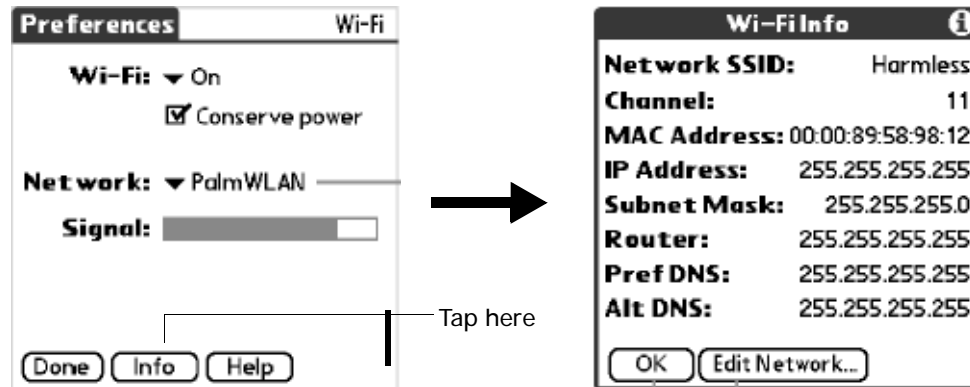 Preferences Wi-Fi
Wi-Fi: On
Conserve power
Network: PalmWLAN
Signal:
Tap here
Done Info Help
Wi-Fi Info
Network SSID: Harmless
Channel: 11
MAC Address: 00:00:89:58:98:12
IP Address: 255.255.255.255
Subnet Mask: 255.255.255.0
Router: 255.255.255.255
Pref DNS: 255.255.255.255
Alt DNS: 255.255.255.255
OK Edit Network...